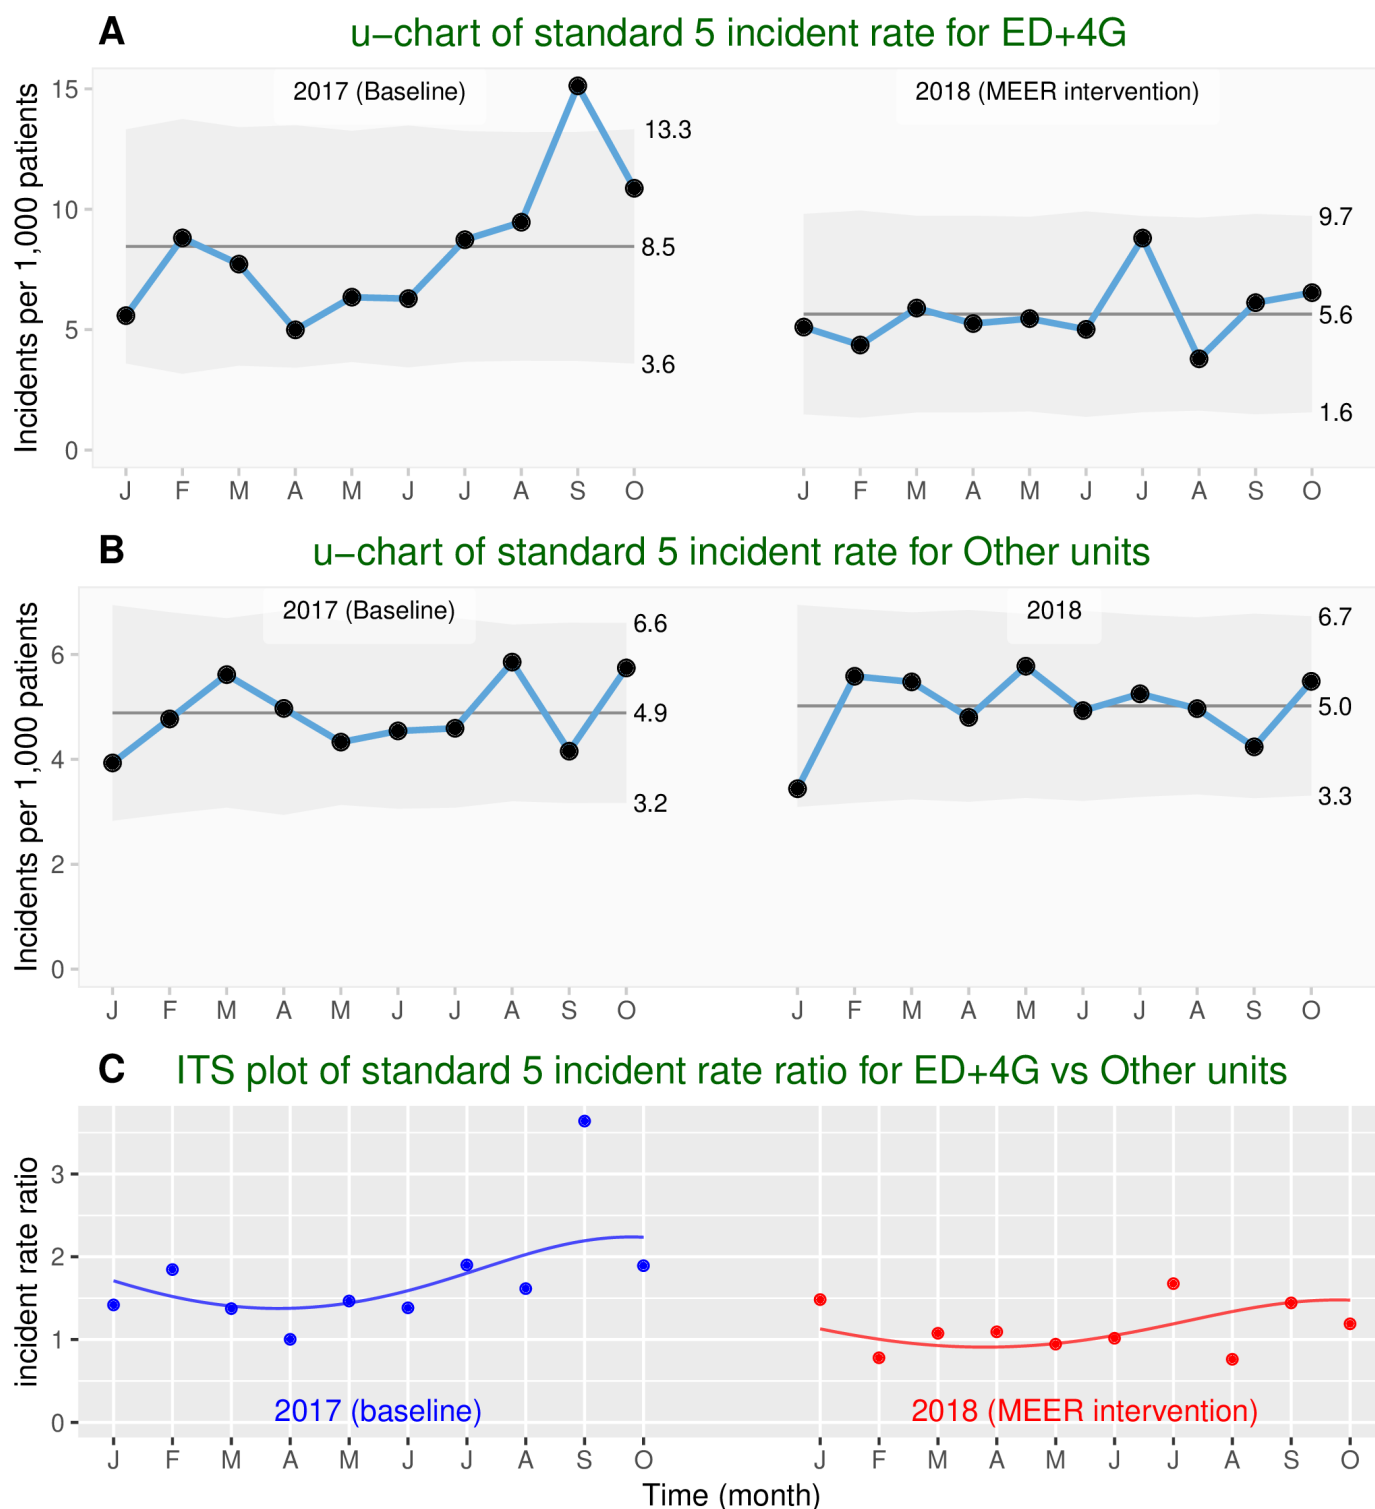 A u−chart of standard 5 incident rate for ED+4G
Incidents per 1,000 patients
2017 (Baseline)
2018 (MEER intervention)
15
10
5
0
13.3
8.5
3.6
9.7
5.6
1.6
J F M A M J J A S O J F M A M J J A S O
B u−chart of standard 5 incident rate for Other units
Incidents per 1,000 patients
2017 (Baseline)
2018
6
4
2
0
6.6
4.9
3.2
6.7
5.0
3.3
J F M A M J J A S O J F M A M J J A S O
C ITS plot of standard 5 incident rate ratio for ED+4G vs Other units
incident rate ratio
3
2
1
0
2017 (baseline)
2018 (MEER intervention)
J F M A M J J A S O J F M A M J J A S O
Time (month)